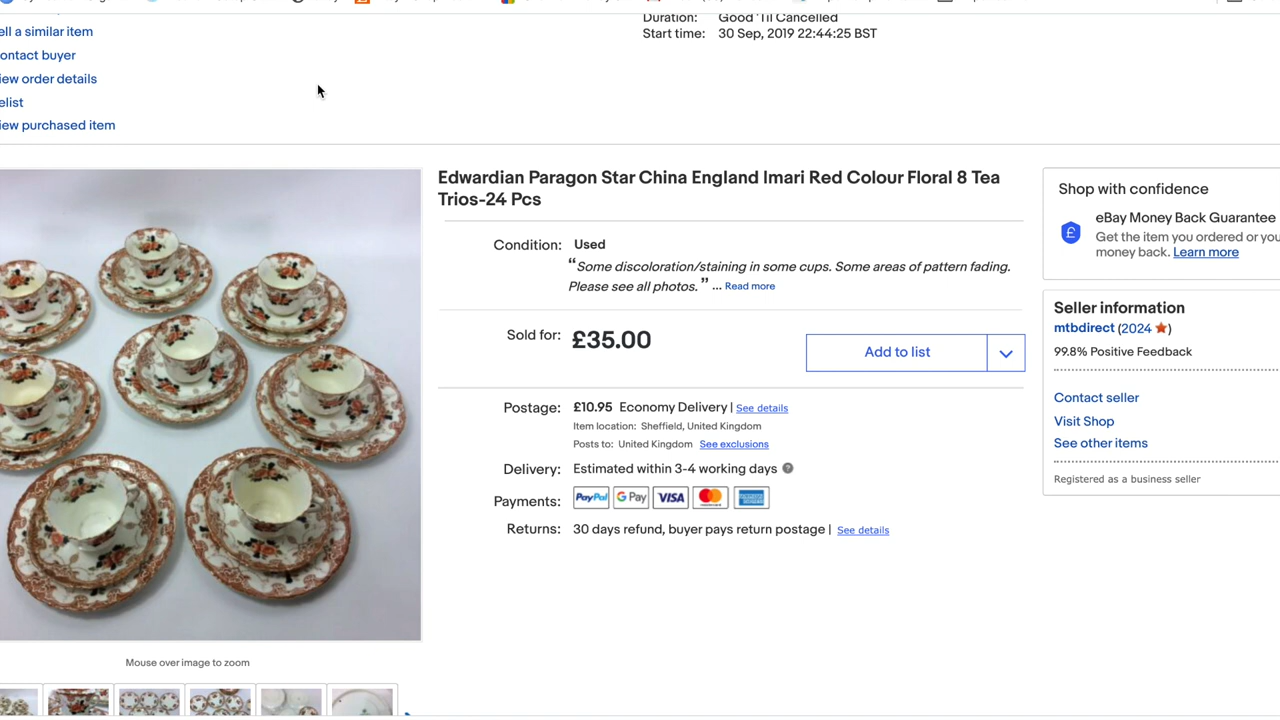 Duration: Good 'Til Cancelled
ell a similar item
Start time: 30 Sep, 2019 22:44:25 BST
ontact buyer
iew order details
elist
iew purchased item
Edwardian Paragon Star China England Imari Red Colour Floral 8 Tea
Trios-24 Pcs
Condition: Used
“Some discoloration/staining in some cups. Some areas of pattern fading.
Please see all photos. ” ... Read more
Sold for: £35.00
Add to list
Postage: £10.95 Economy Delivery | See details
Item location: Sheffield, United Kingdom
Posts to: United Kingdom See exclusions
Delivery: Estimated within 3-4 working days
Payments: PayPal G Pay VISA
Returns: 30 days refund, buyer pays return postage | See details
Shop with confidence
eBay Money Back Guarantee
Get the item you ordered or you
money back. Learn more
Seller information
mtbdirect (2024)
99.8% Positive Feedback
Contact seller
Visit Shop
See other items
Registered as a business seller
Mouse over image to zoom